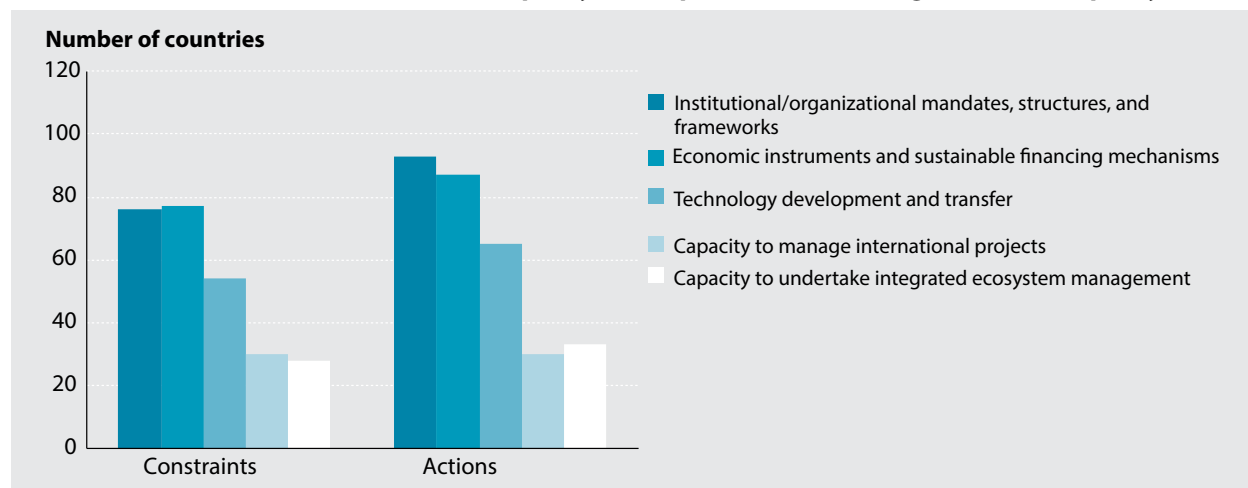 Number of countries
120
100
80
60
40
20
0
Constraints
Actions
Institutional/organizational mandates, structures, and
frameworks
Economic instruments and sustainable financing mechanisms
Technology development and transfer
Capacity to manage international projects
Capacity to undertake integrated ecosystem management